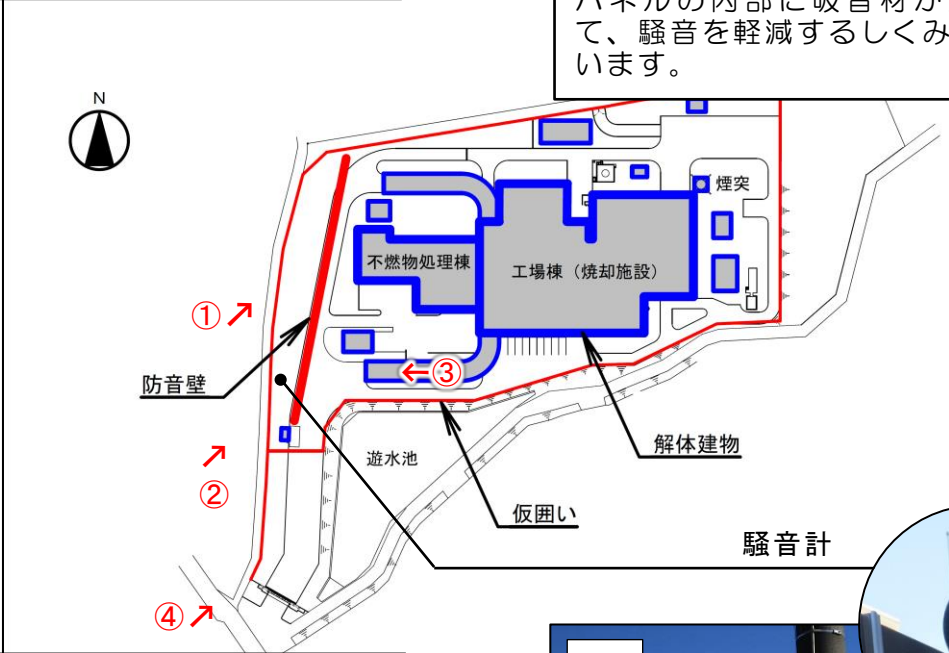 パネルの内部に吸音材が
て、騒音を軽減するしくみ
います。
N
煙突
不燃物処理棟
工場棟（焼却施設）
①
③
防音壁
解体建物
遊水池
②
仮囲い
騒音計
④